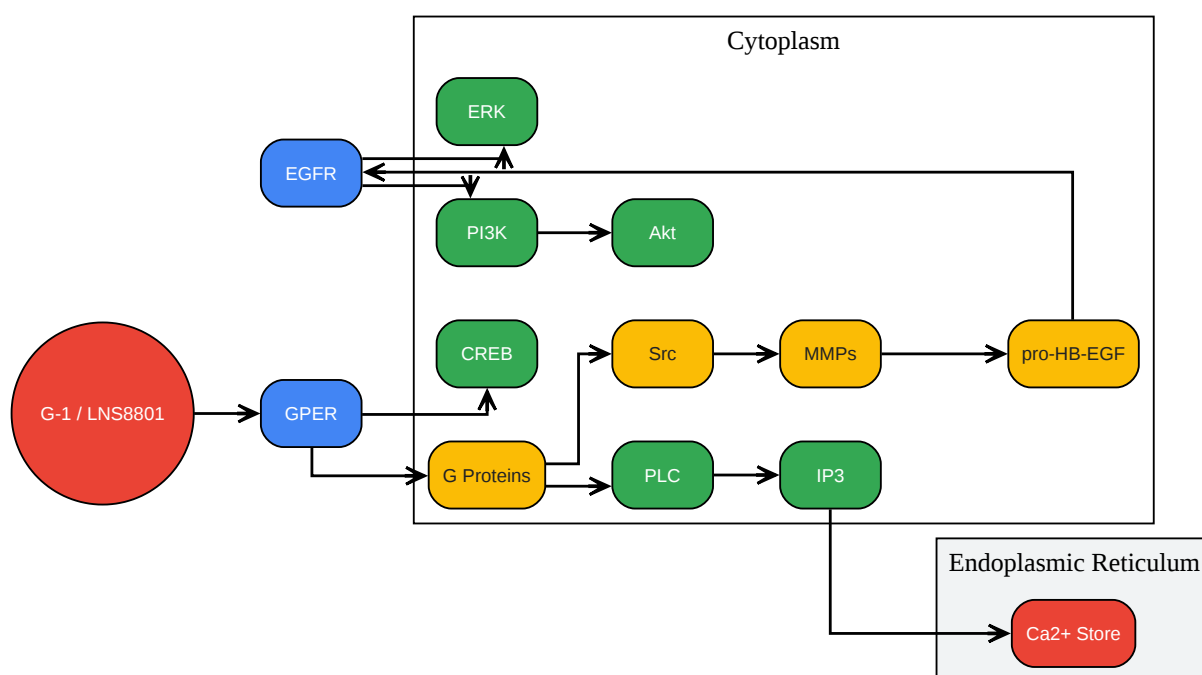 Cytoplasm
ERK
EGFR
PI3K
Akt
CREB
Src
MMPs
pro-HB-EGF
G-1 / LNS8801
GPER
G Proteins
PLC
IP3
Endoplasmic Reticulum
Ca2+ Store